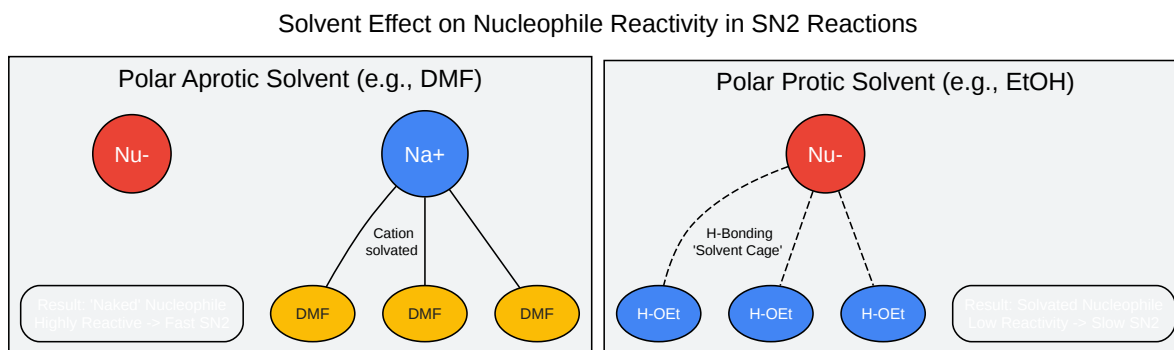 Solvent Effect on Nucleophile Reactivity in SN2 Reactions
Polar Aprotic Solvent (e.g., DMF)
Nu-
Na+
Cation
solvated
Result: 'Naked' Nucleophile
Highly Reactive -> Fast SN2
DMF
DMF
DMF
Polar Protic Solvent (e.g., EtOH)
Nu-
H-Bonding
'Solvent Cage'
H-OEt
H-OEt
H-OEt
Result: Solvated Nucleophile
Low Reactivity -> Slow SN2